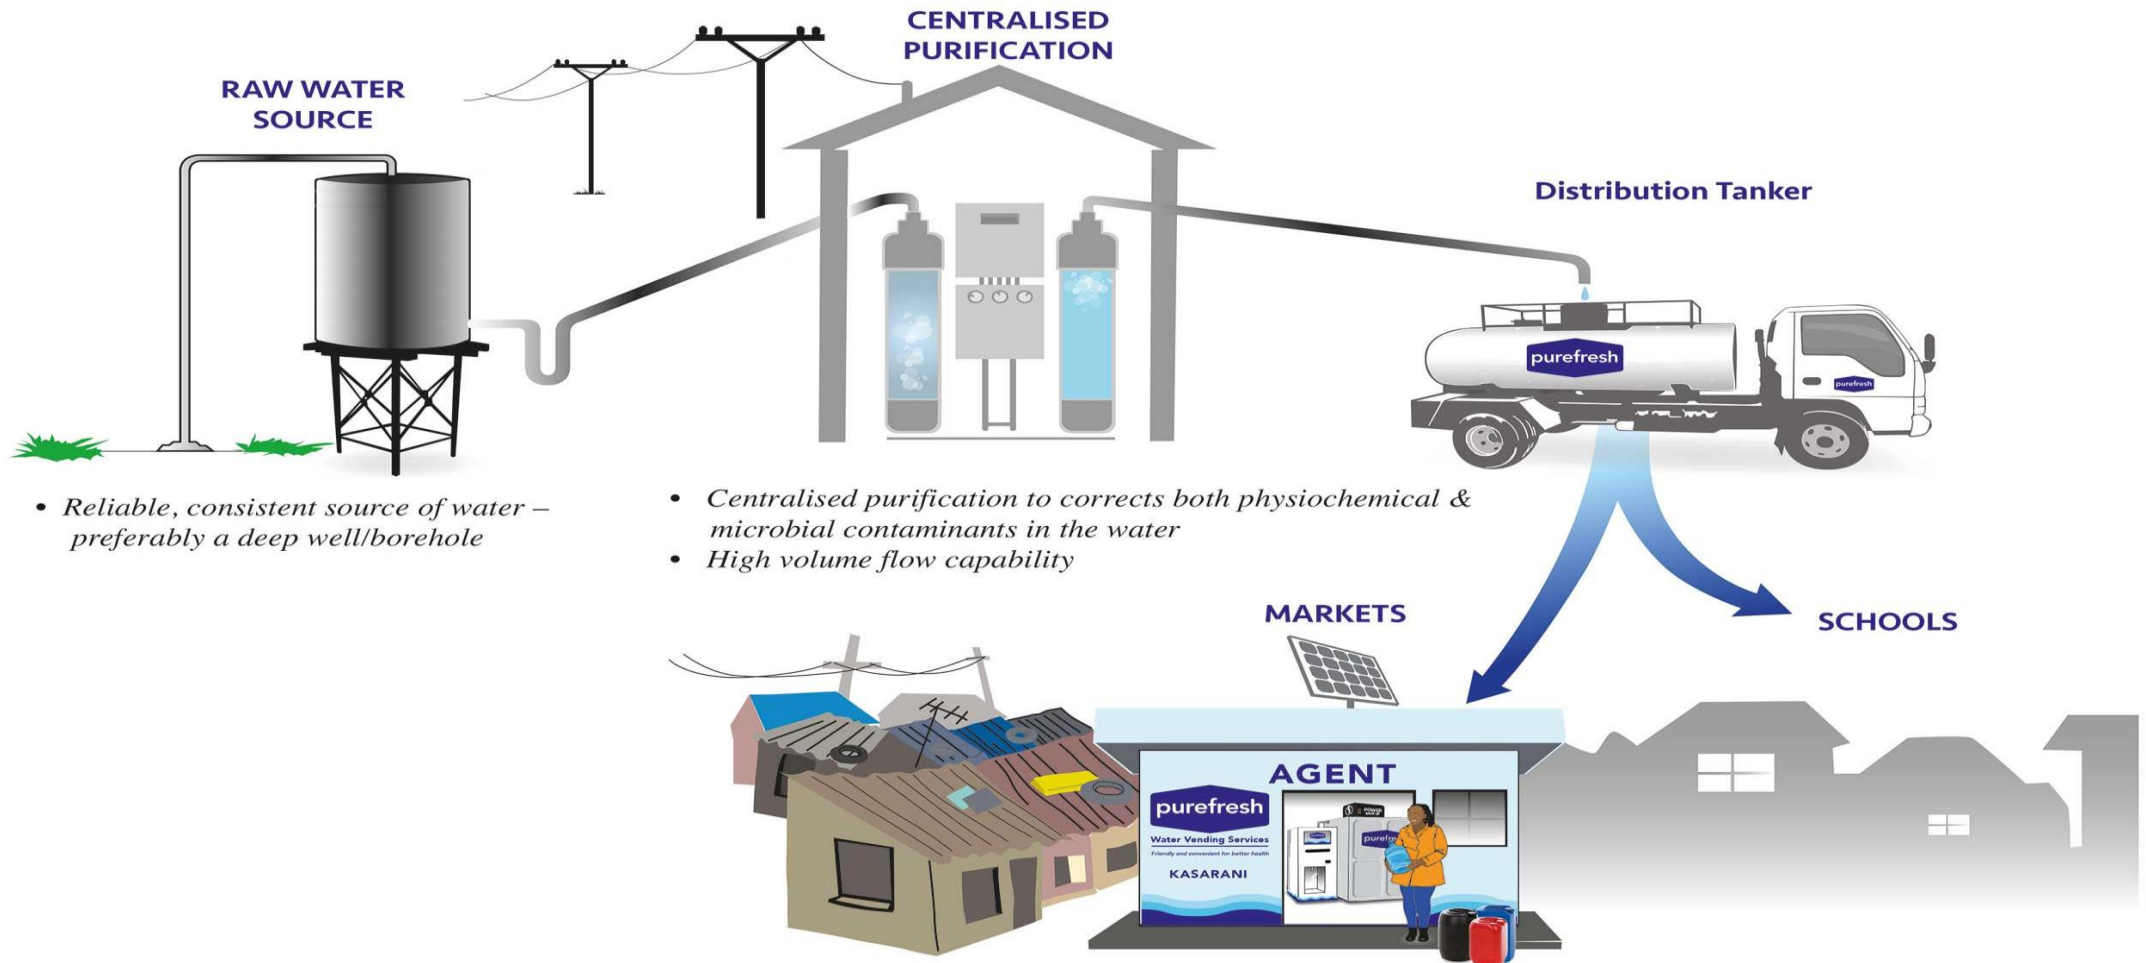 CENTRALISED
PURIFICATION
RAW WATER
SOURCE
Distribution Tanker
purefresh
purefresh
• Reliable, consistent source of water –
preferably a deep well/borehole
• Centralised purification to corrects both physiochemical &
microbial contaminants in the water
• High volume flow capability
MARKETS
SCHOOLS
AGENT
purefresh
Water Vending Services
Friendly and convenient for better health
KASARANI
POWER
purefre